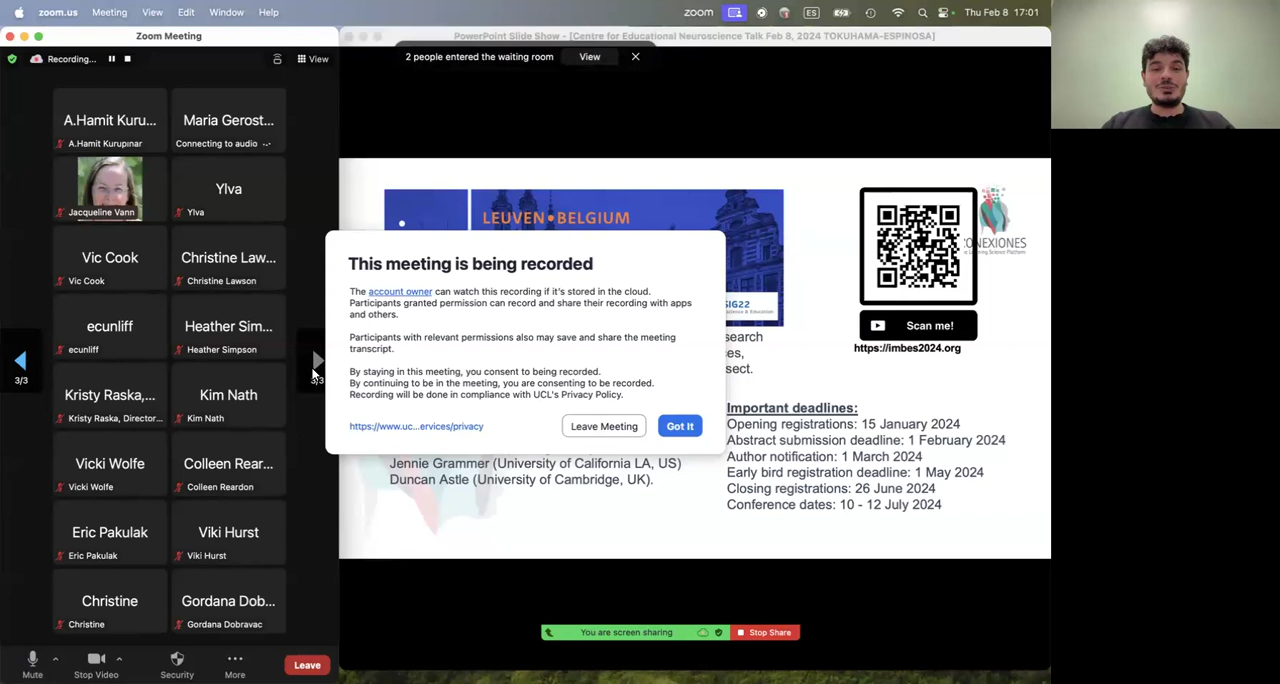 zoom.us Meeting View Edit Window Help
zoom ES Thu Feb 8 17:01
Zoom Meeting
PowerPoint Slide Show - [Centre for Educational Neuroscience Talk Feb 8, 2024 TOKUHAMA-ESPINOSA]
Recording...
View
2 people entered the waiting room View
A.Hamit Kuru...
A.Hamit Kurupınar
Maria Gerost...
Connecting to audio
Jacqueline Vann
Ylva
Ylva
Vic Cook
Vic Cook
Christine Law...
Christine Lawson
ecunliff
ecunliff
Heather Sim...
Heather Simpson
3/3
3/3
Kristy Raska,...
Kristy Raska, Director...
Kim Nath
Kim Nath
Vicki Wolfe
Vicki Wolfe
Colleen Rear...
Colleen Reardon
Eric Pakulak
Eric Pakulak
Viki Hurst
Viki Hurst
Christine
Christine
Gordana Dob...
Gordana Dobravac
Mute Stop Video Security More Leave
LEUVEN•BELGIUM
SIG22
This meeting is being recorded
The account owner can watch this recording if it's stored in the cloud.
Participants granted permission can record and share their recording with apps
and others.
Participants with relevant permissions also may save and share the meeting
transcript.
By staying in this meeting, you consent to being recorded.
By continuing to be in the meeting, you are consenting to be recorded.
Recording will be done in compliance with UCL's Privacy Policy.
https://www.uc...ervices/privacy
Leave Meeting Got It
Jennie Grammer (University of California LA, US)
Duncan Astle (University of Cambridge, UK).
Scan me!
https://imbes2024.org
Important deadlines:
Opening registrations: 15 January 2024
Abstract submission deadline: 1 February 2024
Author notification: 1 March 2024
Early bird registration deadline: 1 May 2024
Closing registrations: 26 June 2024
Conference dates: 10 - 12 July 2024
You are screen sharing Stop Share